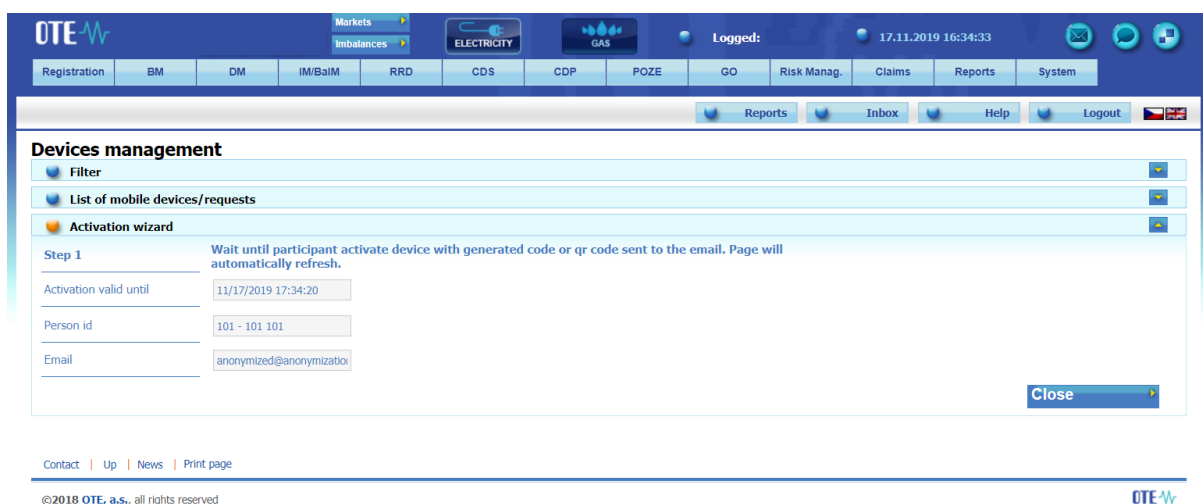 OTE
Markets
Imbalances
ELECTRICITY
GAS
Logged:
17.11.2019 16:34:33
Registration BM DM IM/BalM RRD CDS CDP POZE GO Risk Manag. Claims Reports System
Reports Inbox Help Logout
Devices management
Filter
List of mobile devices/requests
Activation wizard
Step 1
Wait until participant activate device with generated code or qr code sent to the email. Page will
automatically refresh.
Activation valid until 11/17/2019 17:34:20
Person id 101 - 101 101
Email anonymized@anonymization
Close
Contact | Up | News | Print page
©2018 OTE, a.s., all rights reserved
OTE